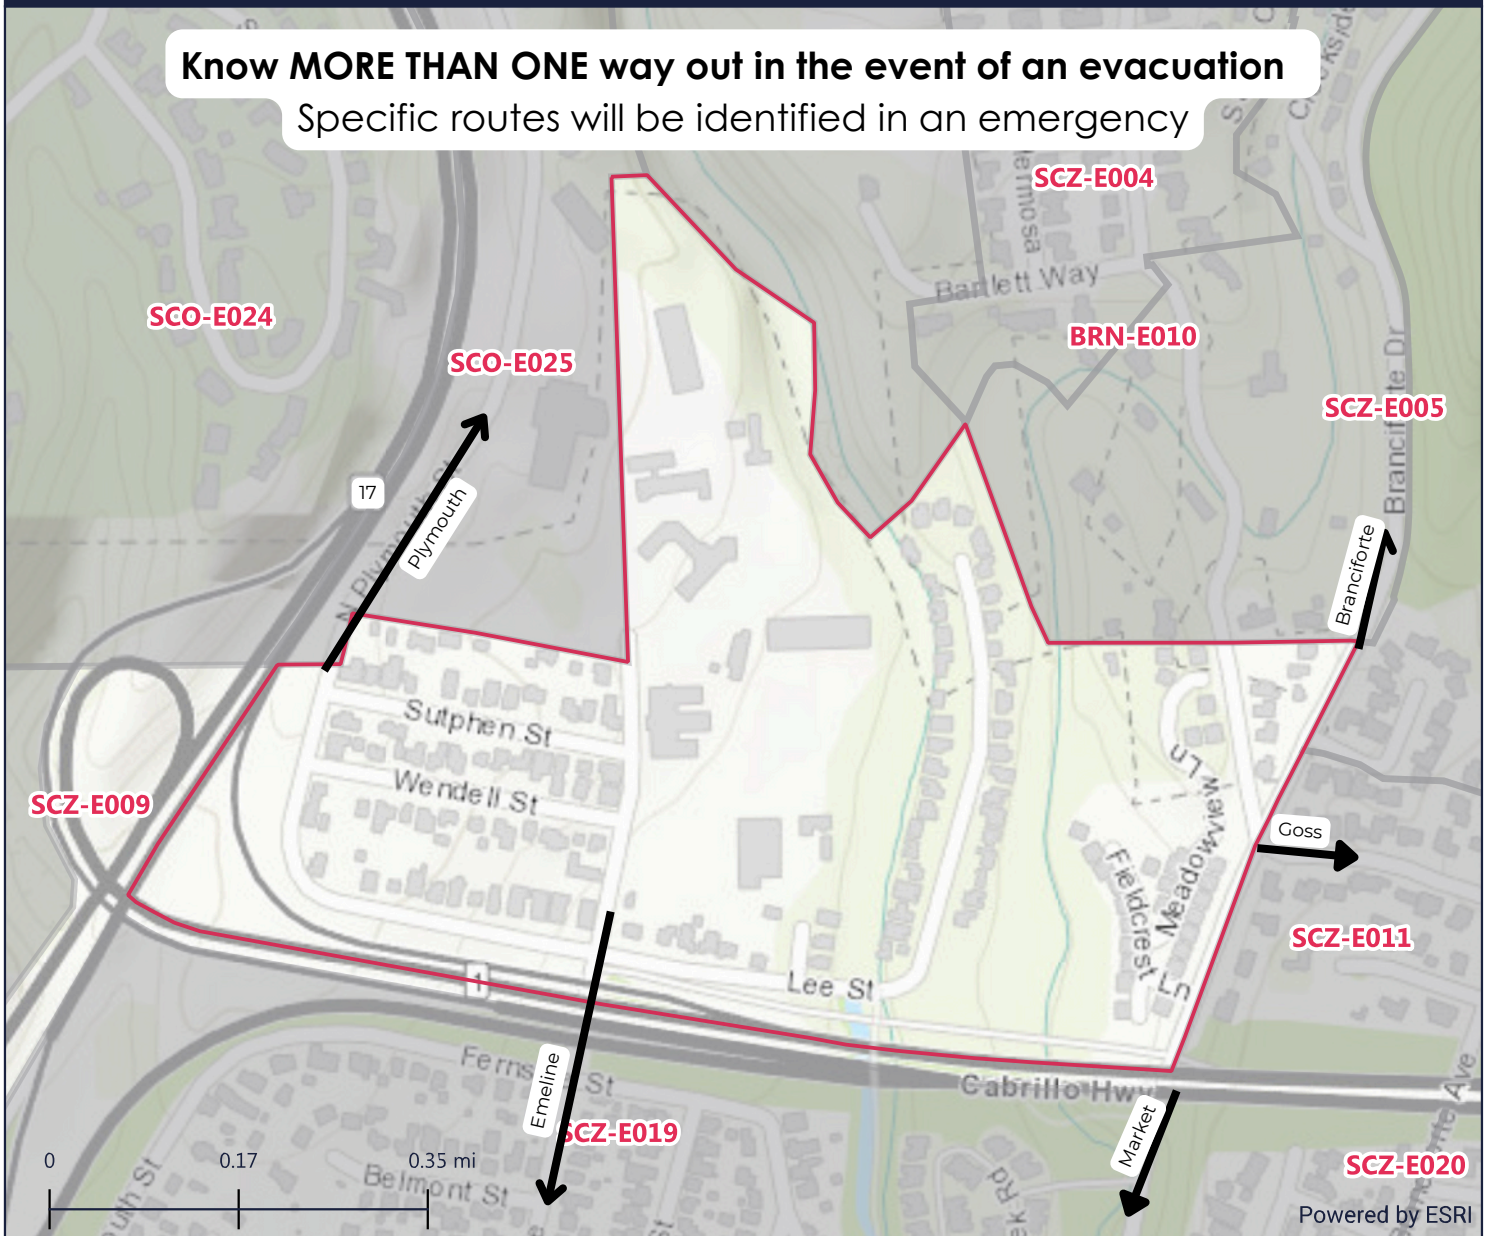 Know MORE THAN ONE way out in the event of an evacuation
Specific routes will be identified in an emergency
SCZ-E004
Bartlett Way
SCO-E024
BRN-E010
SCO-E025
SCZ-E005
Branciforte Dr
17
N Plymouth St
Plymouth
Branciforte
Sutphen St
Wendell St
SCZ-E009
Meadowview Ln
Goss
Fieldcrest Ln
SCZ-E011
1
Lee St
Cabrillo Hwy
St
Emeline
Market
SCZ-E019
SCZ-E020
Belmont St
0 0.17 0.35 mi
Powered by ESRI